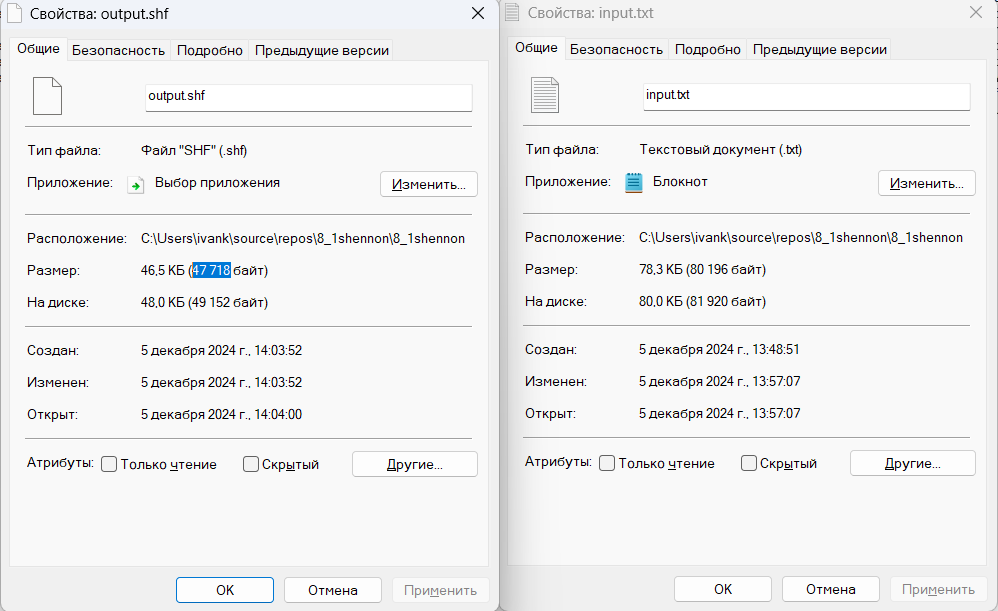 Свойства: output.shf
Общие Безопасность Подробно Предыдущие версии
output.shf
Тип файла: Файл "SHF" (.shf)
Приложение: Выбор приложения Изменить...
Расположение: C:\Users\ivank\source\repos\8_1shennon\8_1shennon
Размер: 46,5 КБ (47 718 байт)
На диске: 48,0 КБ (49 152 байт)
Создан: 5 декабря 2024 г., 14:03:52
Изменен: 5 декабря 2024 г., 14:03:52
Открыт: 5 декабря 2024 г., 14:04:00
Атрибуты: Только чтение Скрытый Другие...
ОК Отмена Применить
Свойства: input.txt
Общие Безопасность Подробно Предыдущие версии
input.txt
Тип файла: Текстовый документ (.txt)
Приложение: Блокнот Изменить...
Расположение: C:\Users\ivank\source\repos\8_1shennon\8_1shennon
Размер: 78,3 КБ (80 196 байт)
На диске: 80,0 КБ (81 920 байт)
Создан: 5 декабря 2024 г., 13:48:51
Изменен: 5 декабря 2024 г., 13:57:07
Открыт: 5 декабря 2024 г., 13:57:07
Атрибуты: Только чтение Скрытый Другие...
ОК Отмена Применить